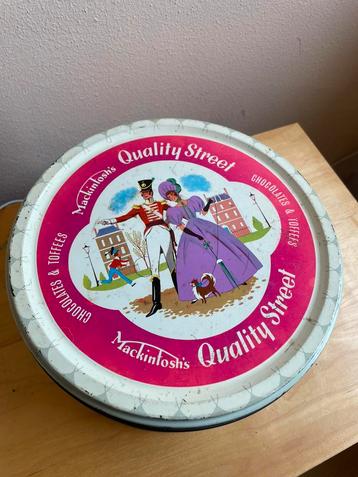 Mackintosh's Quality Street
CHOCOLATES & TOFFEES
CHOCOLATES & TOFFEES
Mackintosh's Quality Street